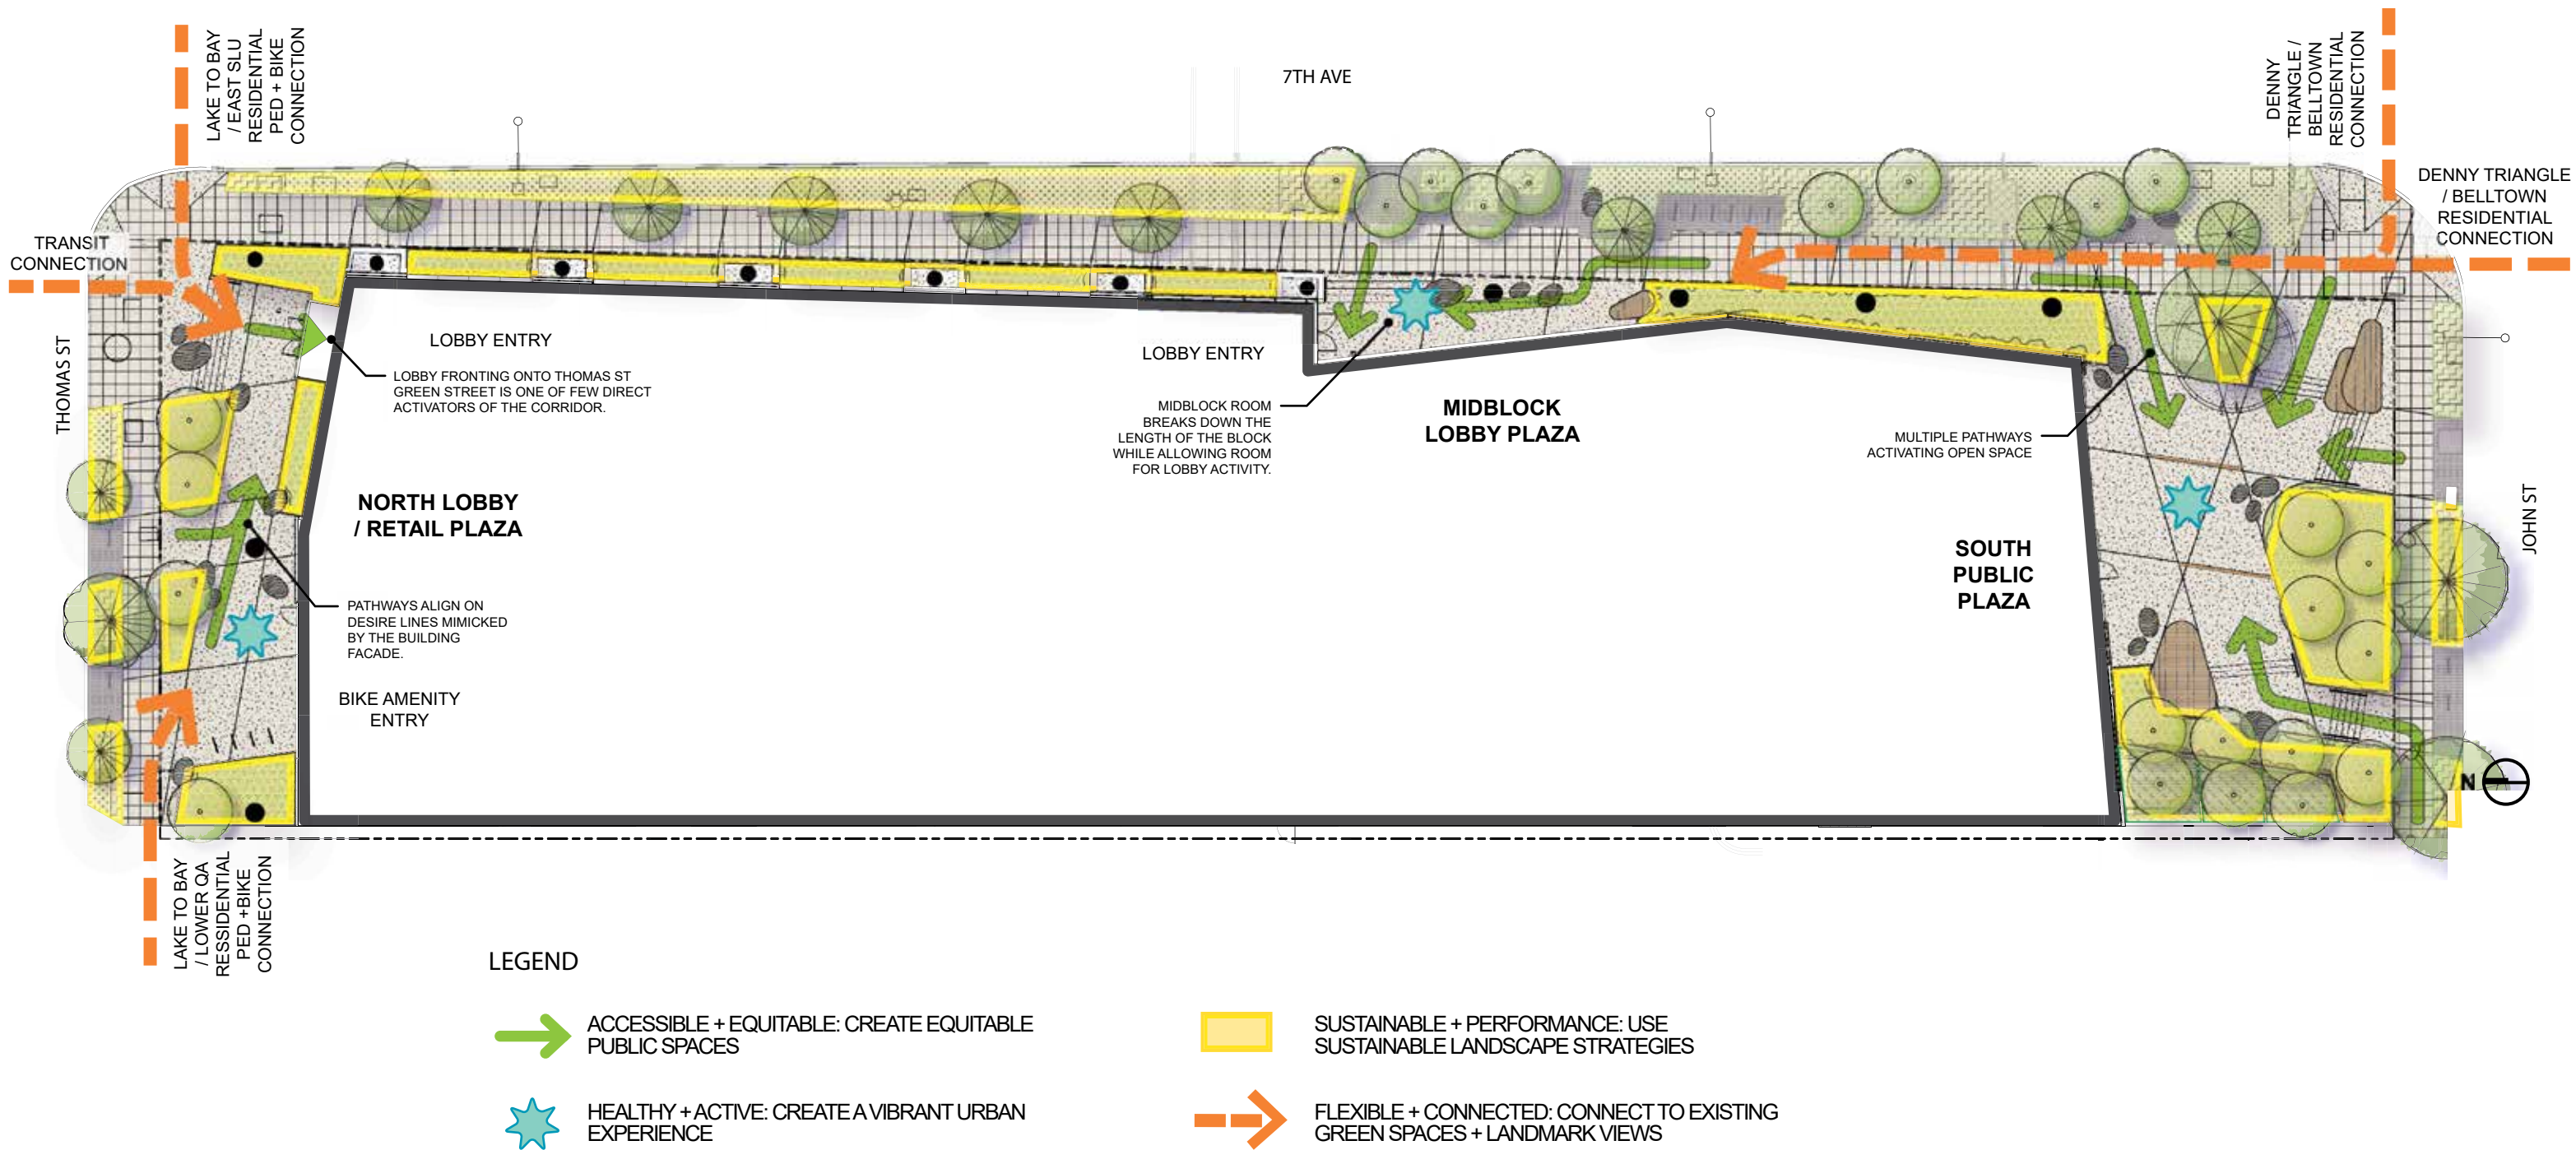 LAKE TO BAY
/ EAST SLU
RESIDENTIAL
PED + BIKE
CONNECTION
7TH AVE
DENNY
TRIANGLE /
BELLTOWN
RESIDENTIAL
CONNECTION
DENNY TRIANGLE
/ BELLTOWN
RESIDENTIAL
CONNECTION
TRANSIT
CONNECTION
THOMAS ST
LOBBY ENTRY
LOBBY FRONTING ONTO THOMAS ST
GREEN STREET IS ONE OF FEW DIRECT
ACTIVATORS OF THE CORRIDOR.
LOBBY ENTRY
MIDBLOCK ROOM
BREAKS DOWN THE
LENGTH OF THE BLOCK
WHILE ALLOWING ROOM
FOR LOBBY ACTIVITY.
MIDBLOCK
LOBBY PLAZA
MULTIPLE PATHWAYS
ACTIVATING OPEN SPACE
NORTH LOBBY
/ RETAIL PLAZA
SOUTH
PUBLIC
PLAZA
JOHN ST
PATHWAYS ALIGN ON
DESIRE LINES MIMICKED
BY THE BUILDING
FACADE.
BIKE AMENITY
ENTRY
N
LAKE TO BAY
/ LOWER QA
RESSIDENTIAL
PED +BIKE
CONNECTION
LEGEND
ACCESSIBLE + EQUITABLE: CREATE EQUITABLE
PUBLIC SPACES
SUSTAINABLE + PERFORMANCE: USE
SUSTAINABLE LANDSCAPE STRATEGIES
HEALTHY + ACTIVE: CREATE A VIBRANT URBAN
EXPERIENCE
FLEXIBLE + CONNECTED: CONNECT TO EXISTING
GREEN SPACES + LANDMARK VIEWS